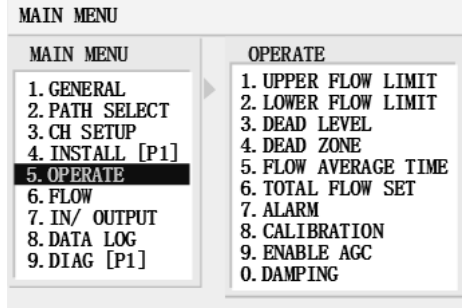 MAIN MENU
MAIN MENU
1. GENERAL
2. PATH SELECT
3. CH SETUP
4. INSTALL [P1]
5. OPERATE
6. FLOW
7. IN/ OUTPUT
8. DATA LOG
9. DIAG [P1]
OPERATE
1. UPPER FLOW LIMIT
2. LOWER FLOW LIMIT
3. DEAD LEVEL
4. DEAD ZONE
5. FLOW AVERAGE TIME
6. TOTAL FLOW SET
7. ALARM
8. CALIBRATION
9. ENABLE AGC
0. DAMPING